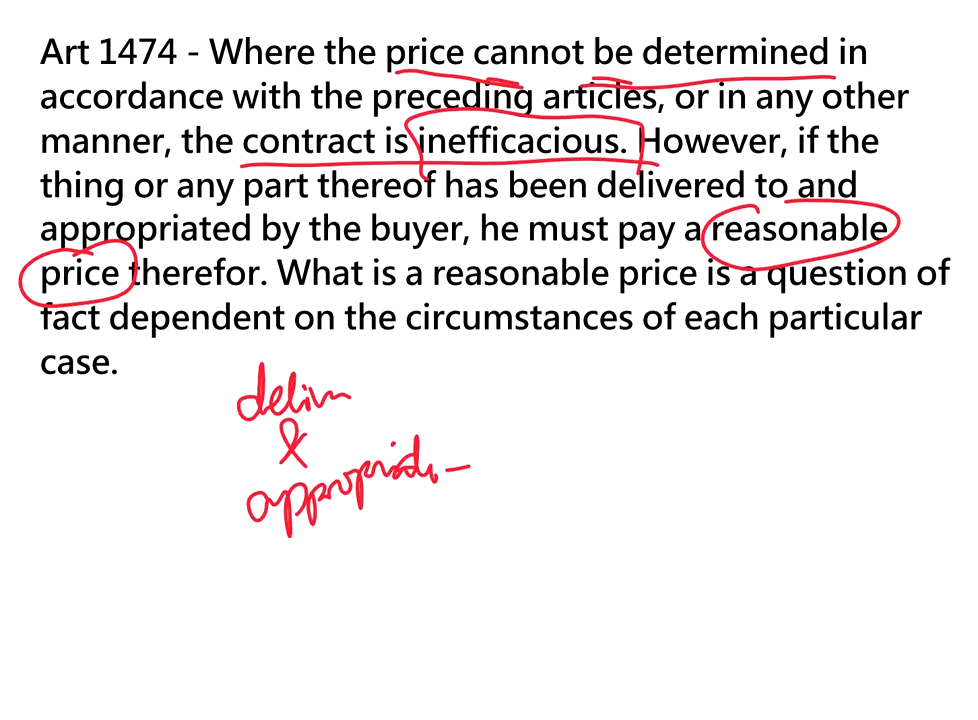 Art 1474 - Where the price cannot be determined in
accordance with the preceding articles, or in any other
manner, the contract is inefficacious. However, if the
thing or any part thereof has been delivered to and
appropriated by the buyer, he must pay a reasonable
price therefor. What is a reasonable price is a question of
fact dependent on the circumstances of each particular
case.
&